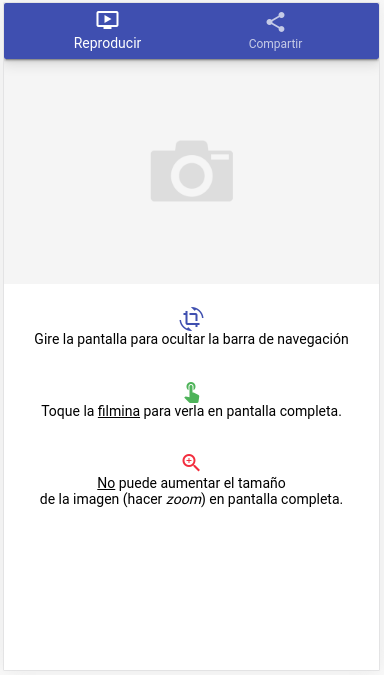 Reproducir
Compartir
Gire la pantalla para ocultar la barra de navegación
Toque la filmina para verla en pantalla completa.
No puede aumentar el tamaño
de la imagen (hacer zoom) en pantalla completa.